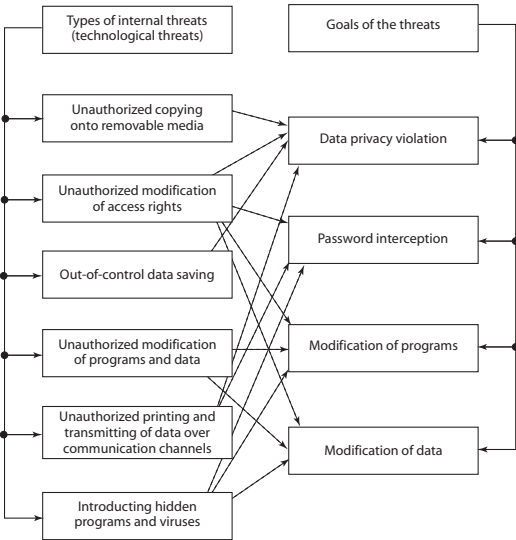 Types of internal threats
(technological threats)
Goals of the threats
Unauthorized copying
onto removable media
Data privacy violation
Unauthorized modification
of access rights
Password interception
Out-of-control data saving
Unauthorized modification
of programs and data
Modification of programs
Unauthorized printing and
transmitting of data over
communication channels
Modification of data
Introducting hidden
programs and viruses